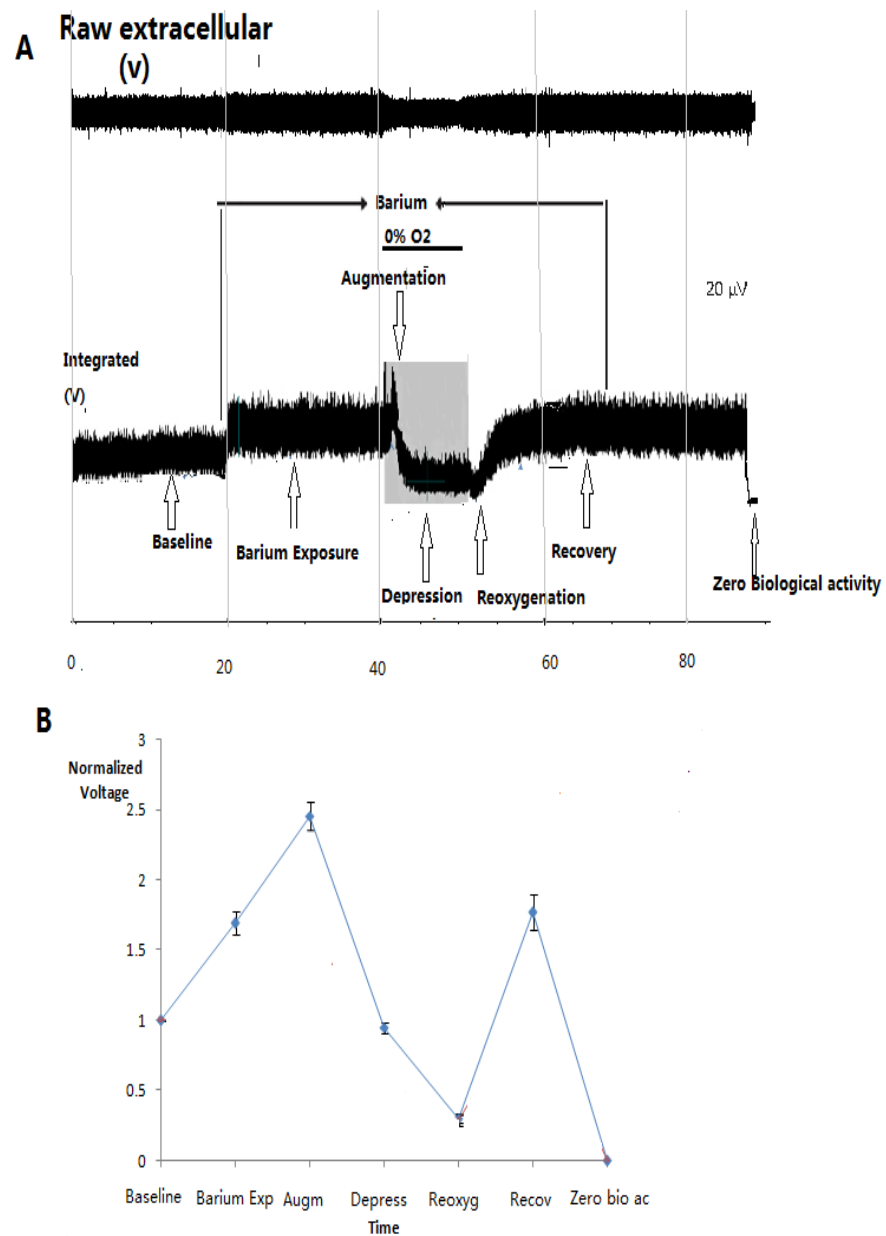 A
Raw extracellular
(v)
Barium
0% O2
Augmentation
20 µV
Integrated
(V)
Baseline
Barium Exposure
Depression
Reoxygenation
Recovery
Zero Biological activity
0 20 40 60 80
B
Normalized
Voltage
3
2.5
2
1.5
1
0.5
0
Baseline Barium Exp Augm Depress Reoxyg Recov Zero bio ac
Time